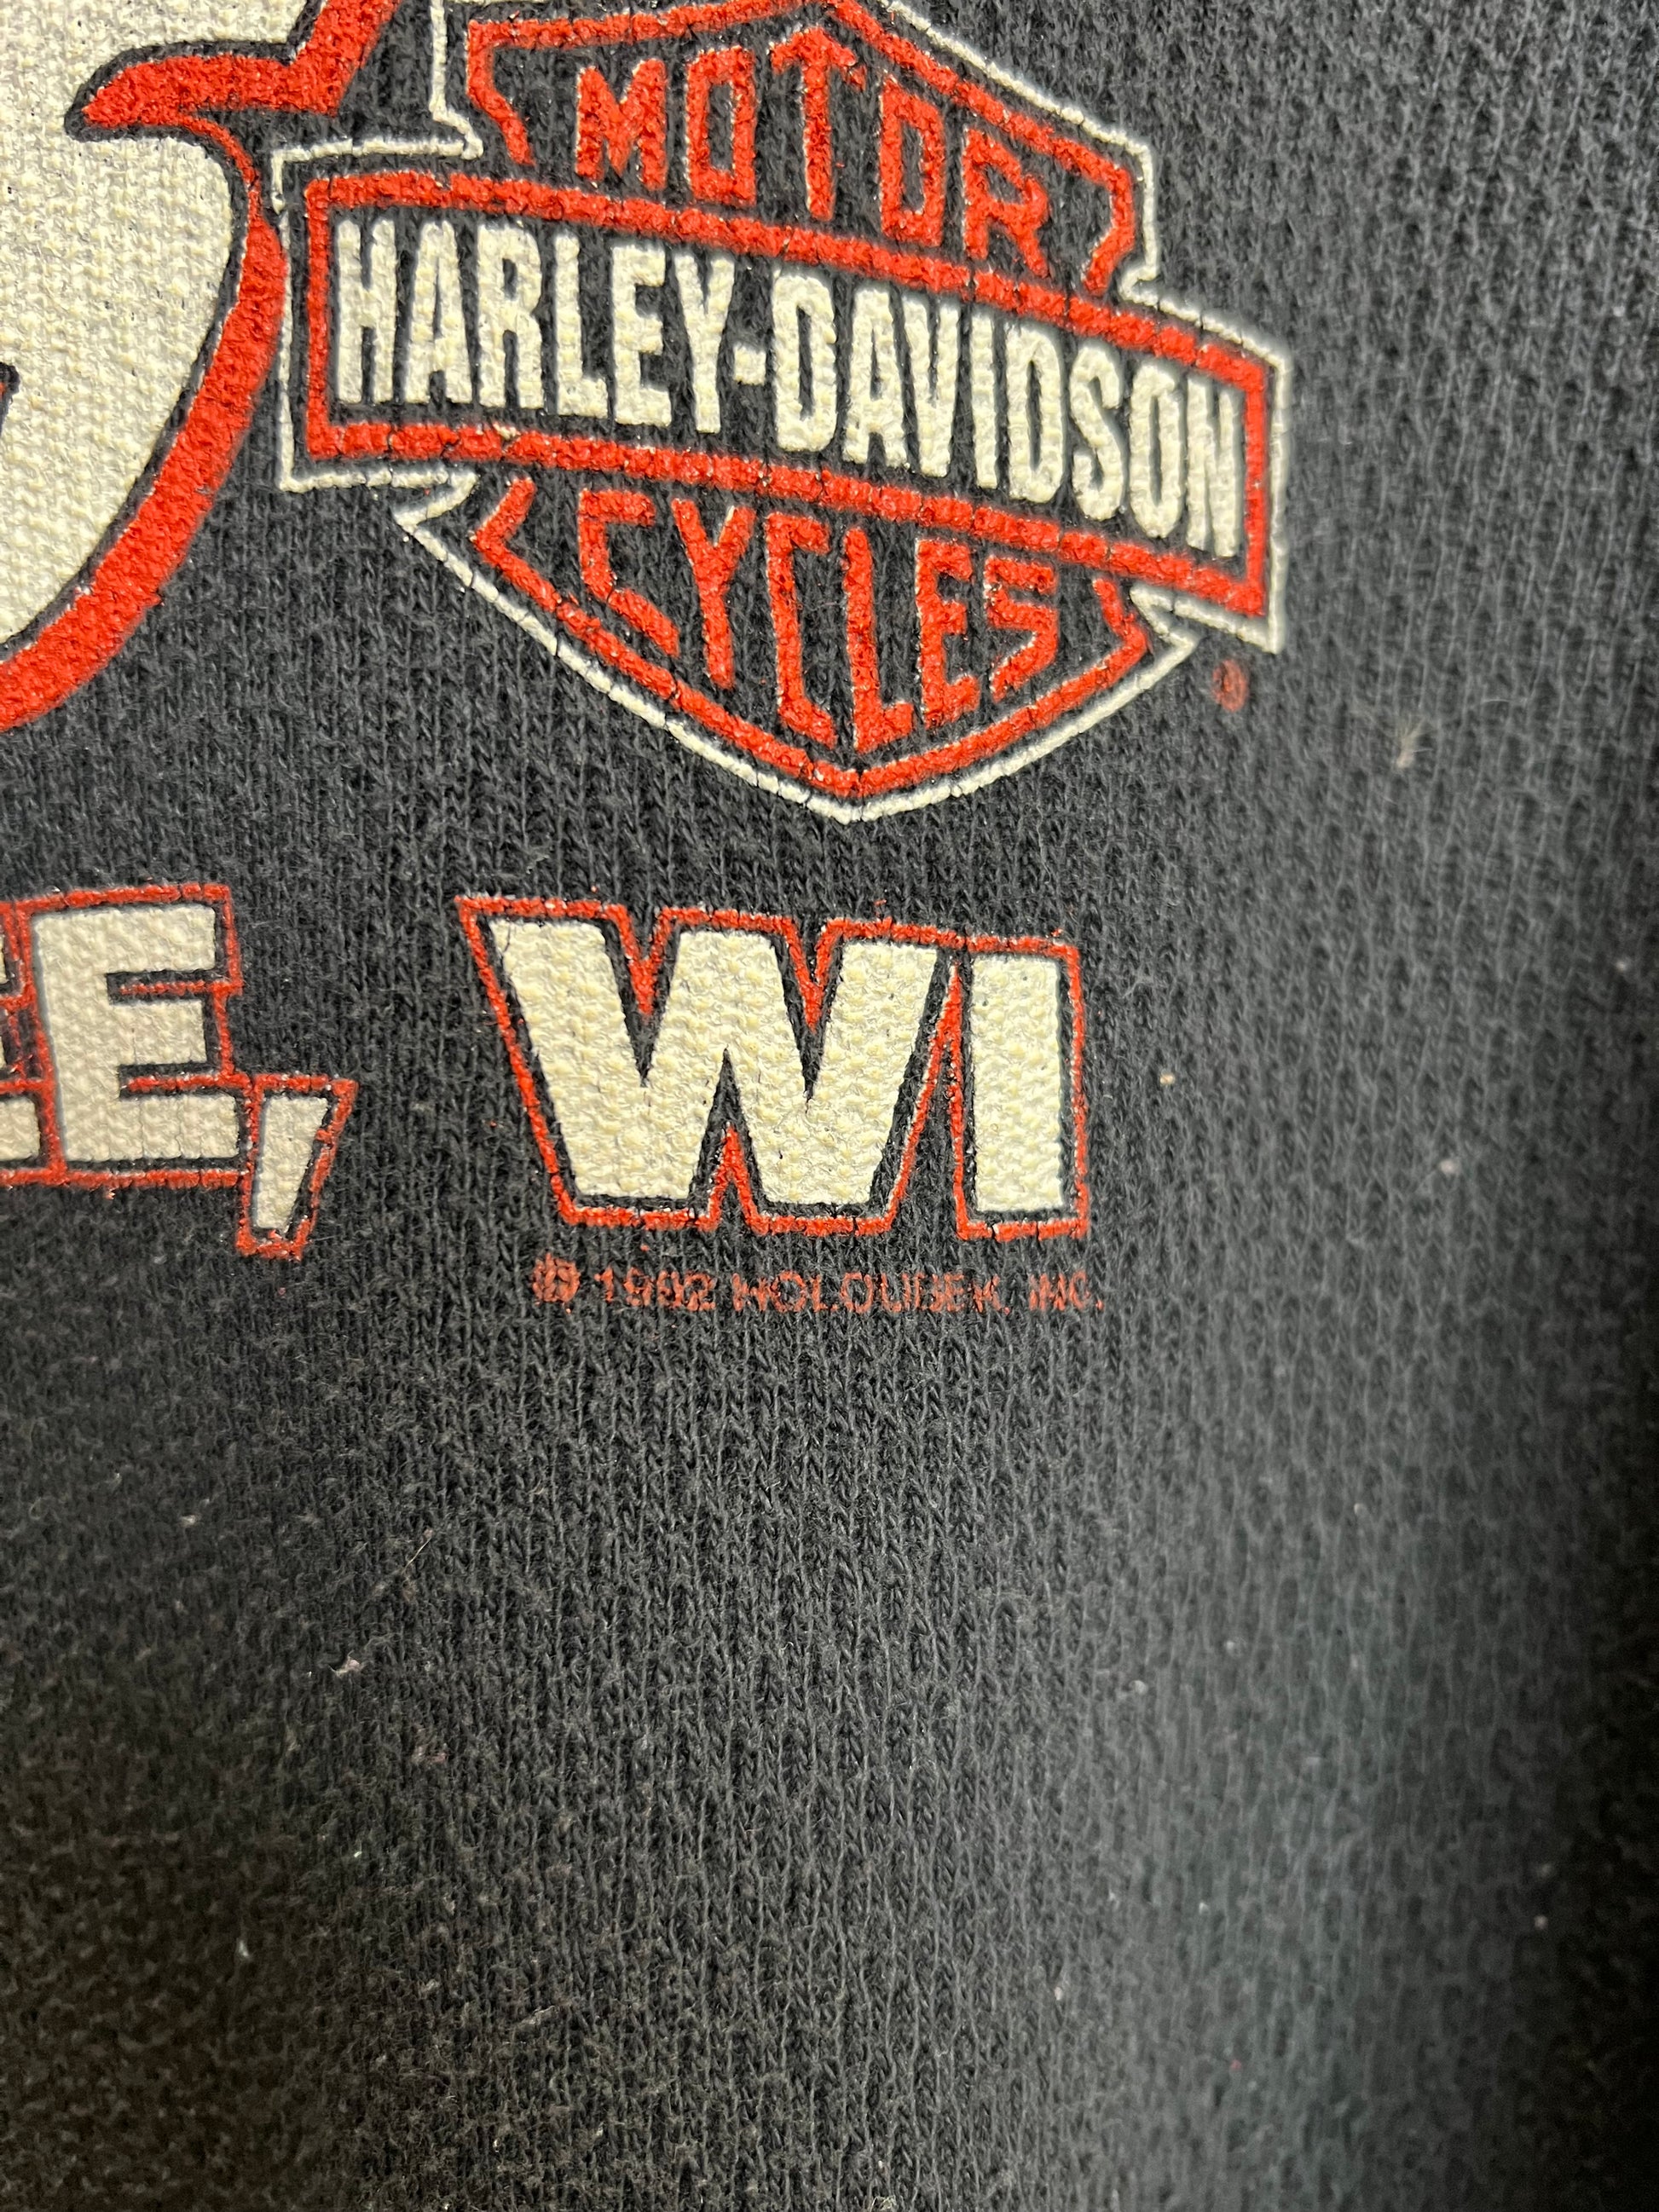 MOTOR
HARLEY-DAVIDSON
CYCLES
®
E, WI
© 1992 HOLOUBEK, INC.